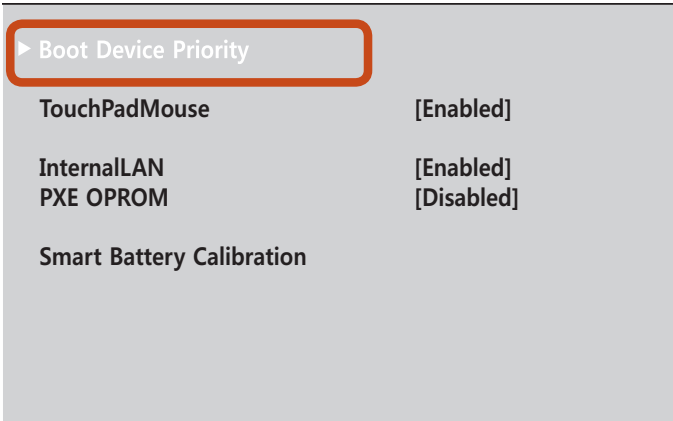 Boot Device Priority
TouchPadMouse [Enabled]
InternalLAN [Enabled]
PXE OPROM [Disabled]
Smart Battery Calibration